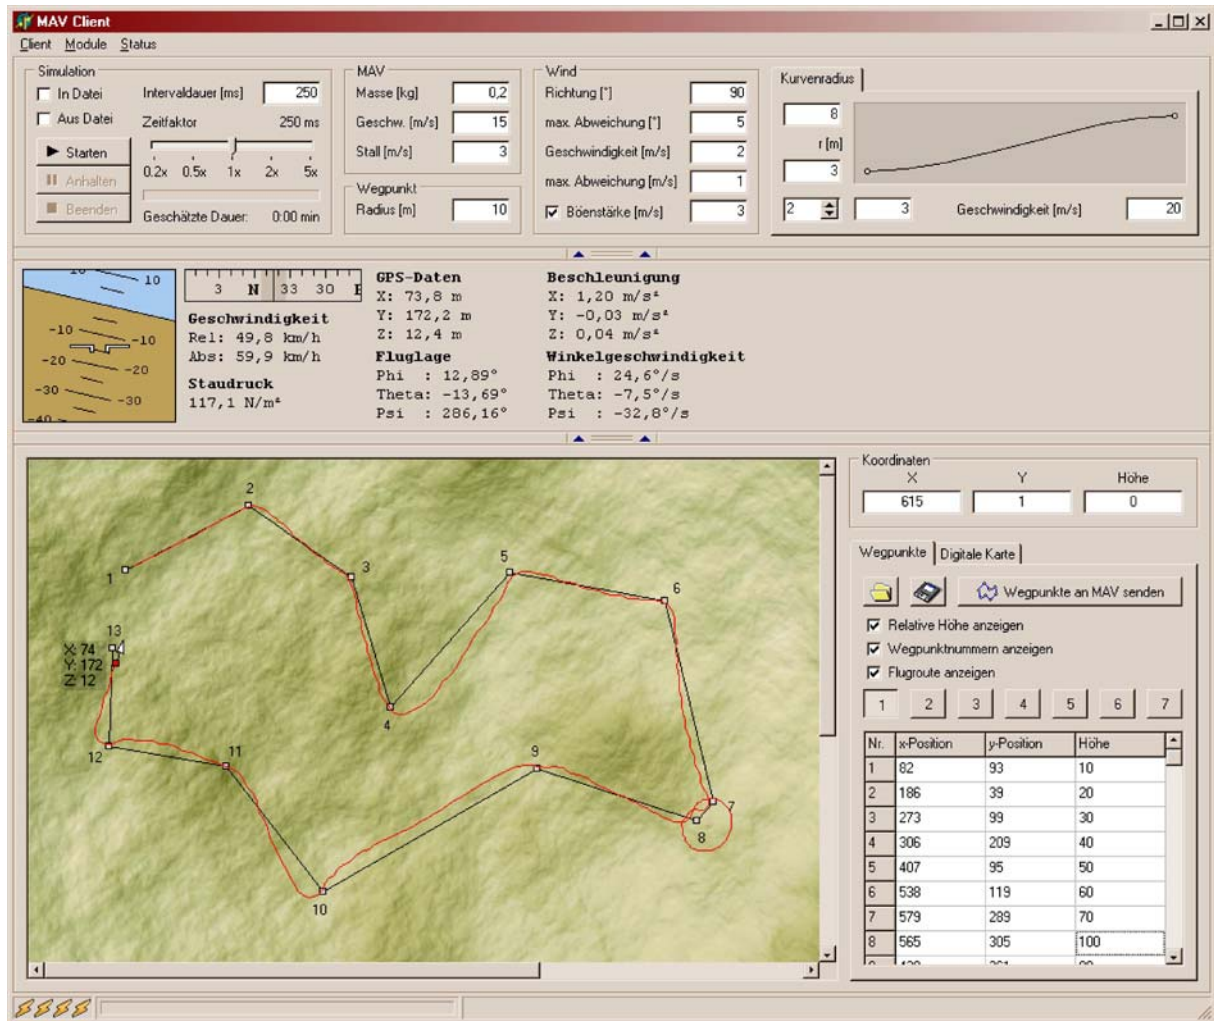 MAV Client
Client Module Status
Simulation
In Datei
Intervaldauer [ms] 250
Aus Datei
Zeitfaktor 250 ms
Starten
Anhalten
Beenden
0.2x 0.5x 1x 2x 5x
Geschätzte Dauer: 0:00 min
MAV
Masse [kg] 0,2
Geschw. [m/s] 15
Stall [m/s] 3
Wegpunkt
Radius [m] 10
Wind
Richtung [°] 90
max. Abweichung [°] 5
Geschwindigkeit [m/s] 2
max. Abweichung [m/s] 1
Böenstärke [m/s] 3
Kurvenradius
8
r [m]
3
2 3 Geschwindigkeit [m/s] 20
10
-10 -10
-20 -20
-30 -30
-40
3 N 33 30
Geschwindigkeit
Rel: 49,8 km/h
Abs: 59,9 km/h
Staudruck
117,1 N/m²
GPS-Daten
X: 73,8 m
Y: 172,2 m
Z: 12,4 m
Fluglage
Phi : 12,89°
Theta: -13,69°
Psi : 286,16°
Beschleunigung
X: 1,20 m/s²
Y: -0,03 m/s²
Z: 0,04 m/s²
Winkelgeschwindigkeit
Phi : 24,6°/s
Theta: -7,5°/s
Psi : -32,8°/s
2
1
3
5
6
13
X: 74
Y: 172
Z: 12
4
12
11
9
7
8
10
Koordinaten
X Y Höhe
615 1 0
Wegpunkte Digitale Karte
Wegpunkte an MAV senden
Relative Höhe anzeigen
Wegpunktnummern anzeigen
Flugroute anzeigen
1 2 3 4 5 6 7
Nr. x-Position y-Position Höhe
1 82 93 10
2 186 39 20
3 273 99 30
4 306 209 40
5 407 95 50
6 538 119 60
7 579 289 70
8 565 305 100